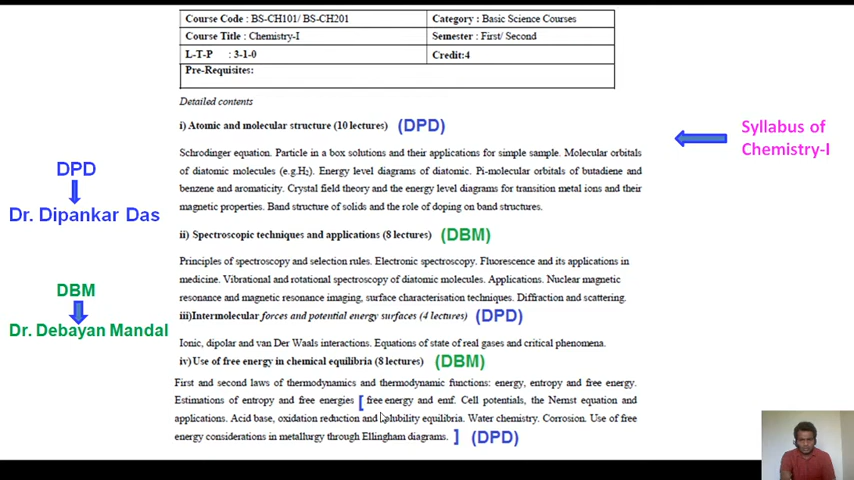 Course Code : BS-CH101/ BS-CH201
Category : Basic Science Courses
Course Title : Chemistry-I
Semester : First/ Second
L-T-P : 3-1-0
Credit:4
Pre-Requisites:
Detailed contents
i) Atomic and molecular structure (10 lectures) (DPD)
Schrodinger equation. Particle in a box solutions and their applications for simple sample. Molecular orbitals
of diatomic molecules (e.g.H2). Energy level diagrams of diatomic. Pi-molecular orbitals of butadiene and
benzene and aromaticity. Crystal field theory and the energy level diagrams for transition metal ions and their
magnetic properties. Band structure of solids and the role of doping on band structures.
ii) Spectroscopic techniques and applications (8 lectures) (DBM)
Principles of spectroscopy and selection rules. Electronic spectroscopy. Fluorescence and its applications in
medicine. Vibrational and rotational spectroscopy of diatomic molecules. Applications. Nuclear magnetic
resonance and magnetic resonance imaging, surface characterisation techniques. Diffraction and scattering.
iii)Intermolecular forces and potential energy surfaces (4 lectures) (DPD)
Ionic, dipolar and van Der Waals interactions. Equations of state of real gases and critical phenomena.
iv) Use of free energy in chemical equilibria (8 lectures) (DBM)
First and second laws of thermodynamics and thermodynamic functions: energy, entropy and free energy.
Estimations of entropy and free energies [ free energy and emf. Cell potentials, the Nernst equation and
applications. Acid base, oxidation reduction and solubility equilibria. Water chemistry. Corrosion. Use of free
energy considerations in metallurgy through Ellingham diagrams. ] (DPD)
DPD
Dr. Dipankar Das
DBM
Dr. Debayan Mandal
Syllabus of
Chemistry-I